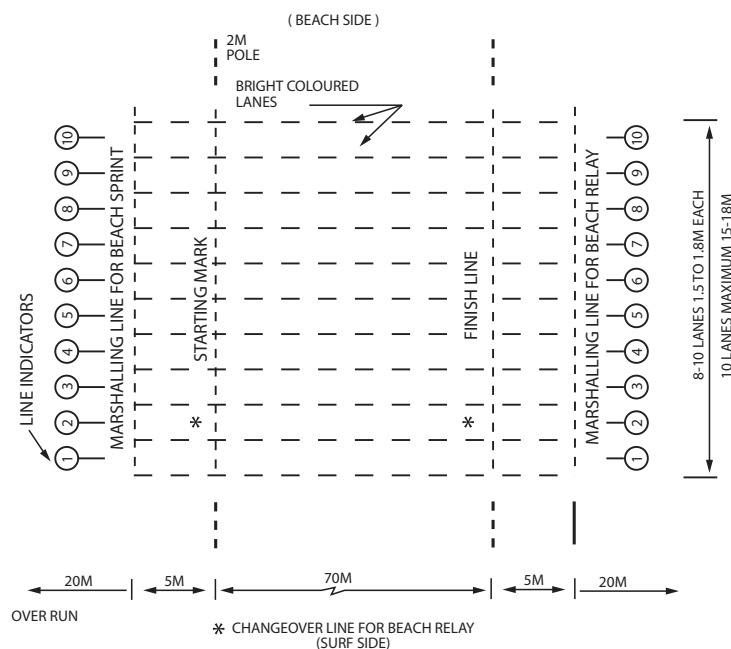 ( BEACH SIDE )
2M
POLE
BRIGHT COLOURED
LANES
LINE INDICATORS
10
9
8
7
6
5
4
3
2
1
MARSHALLING LINE FOR BEACH SPRINT
STARTING MARK
*
FINISH LINE
*
MARSHALLING LINE FOR BEACH RELAY
10
9
8
7
6
5
4
3
2
1
8-10 LANES 1.5 TO 1.8M EACH
10 LANES MAXIMUM 15-18M
20M 5M 70M 5M 20M
OVER RUN
* CHANGEOVER LINE FOR BEACH RELAY
(SURF SIDE)